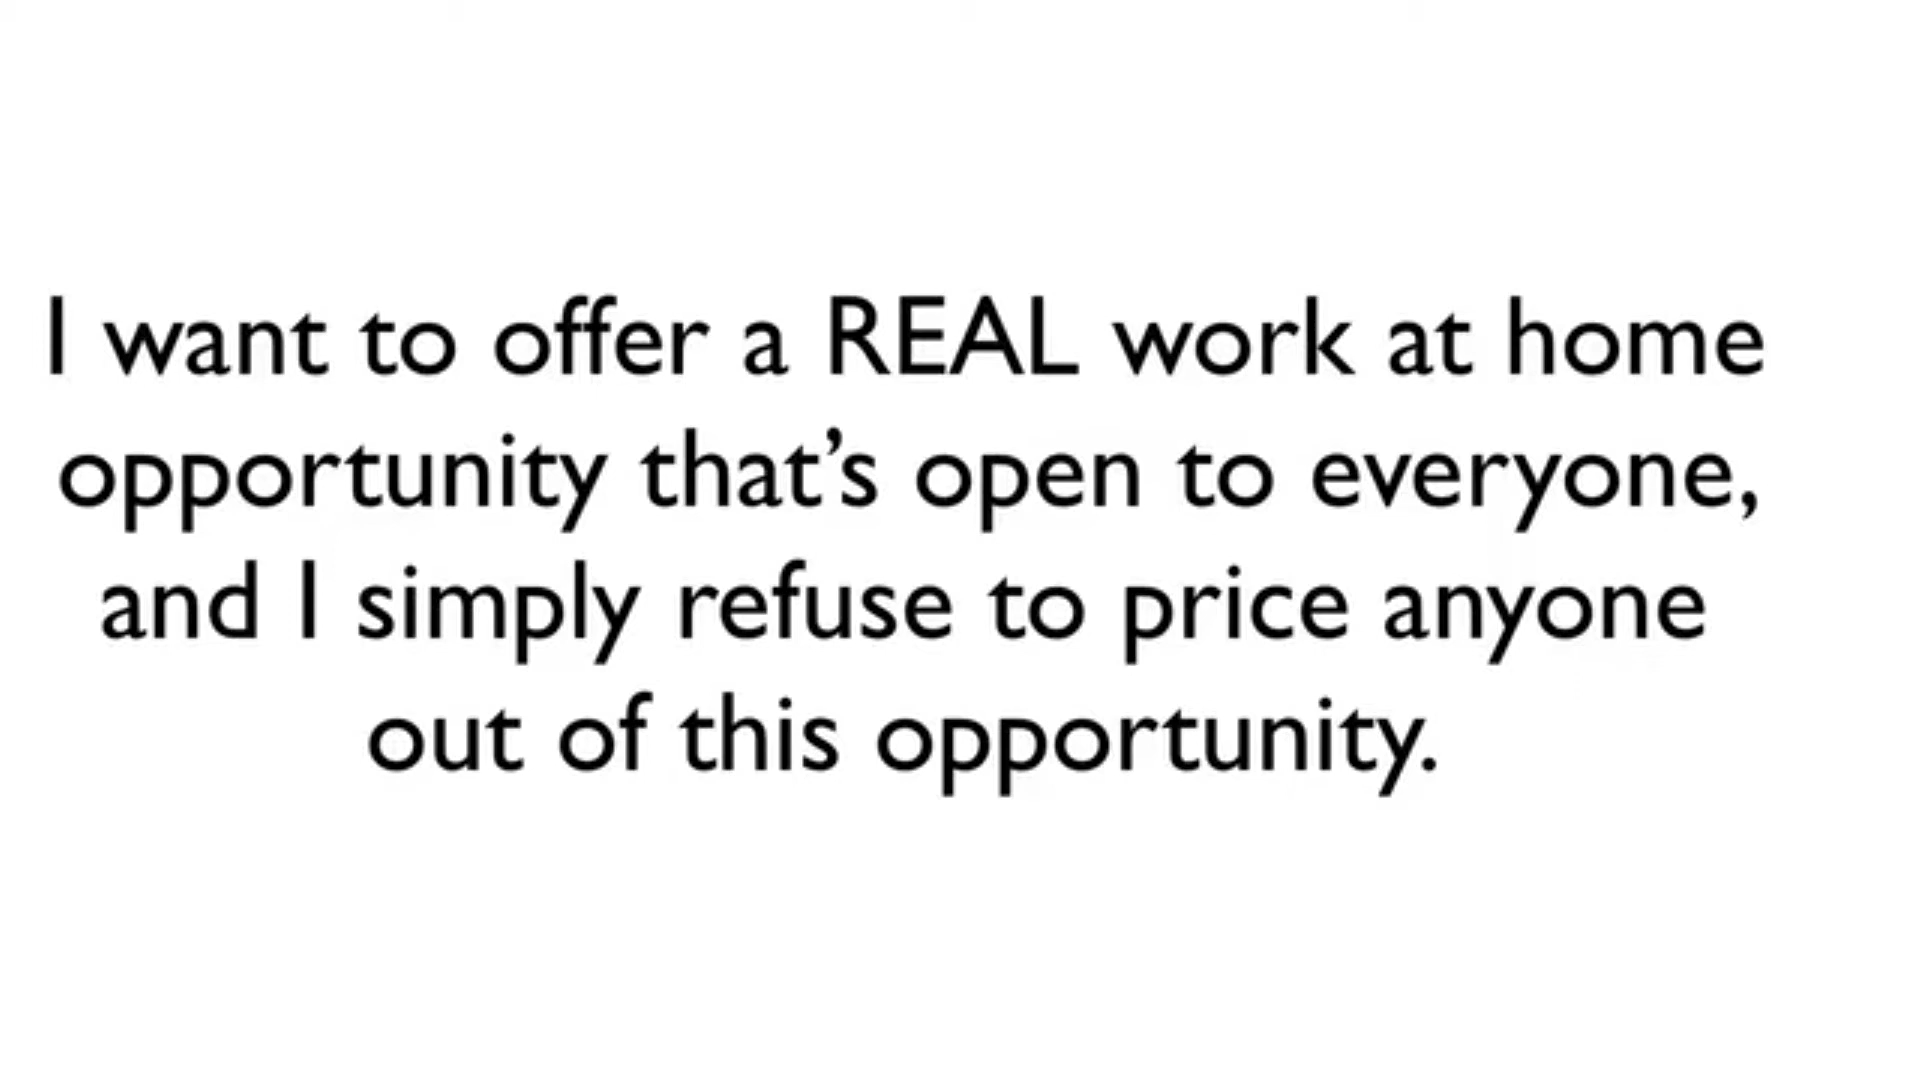 I want to offer a REAL work at home
opportunity that’s open to everyone,
and I simply refuse to price anyone
out of this opportunity.